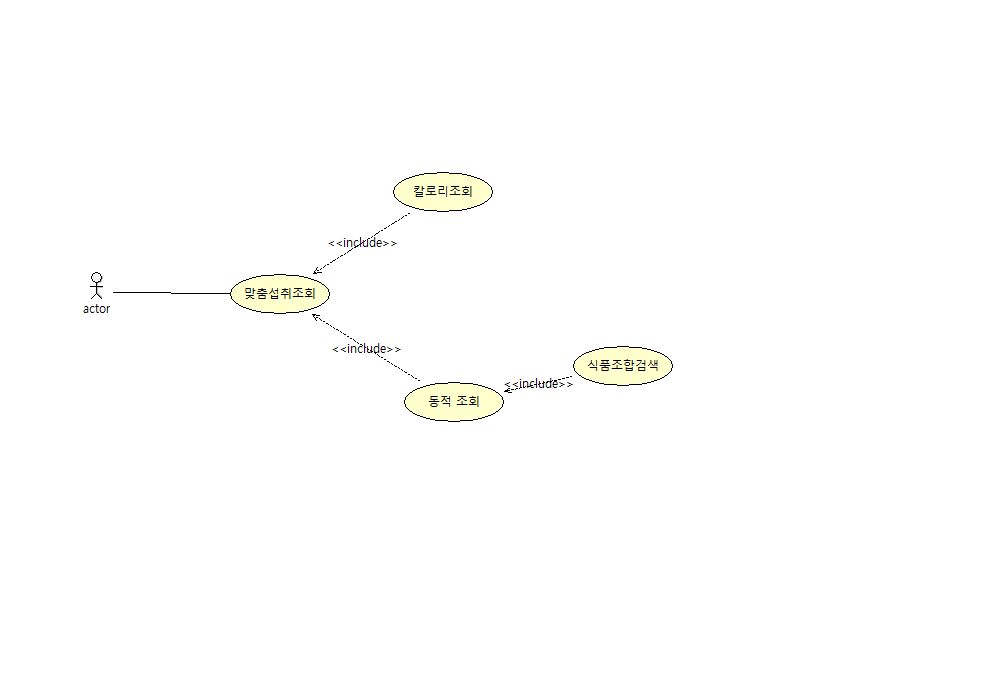 칼로리조회
<<include>>
actor
맞춤섭취조회
<<include>>
식품조합검색
<<include>>
동적 조회